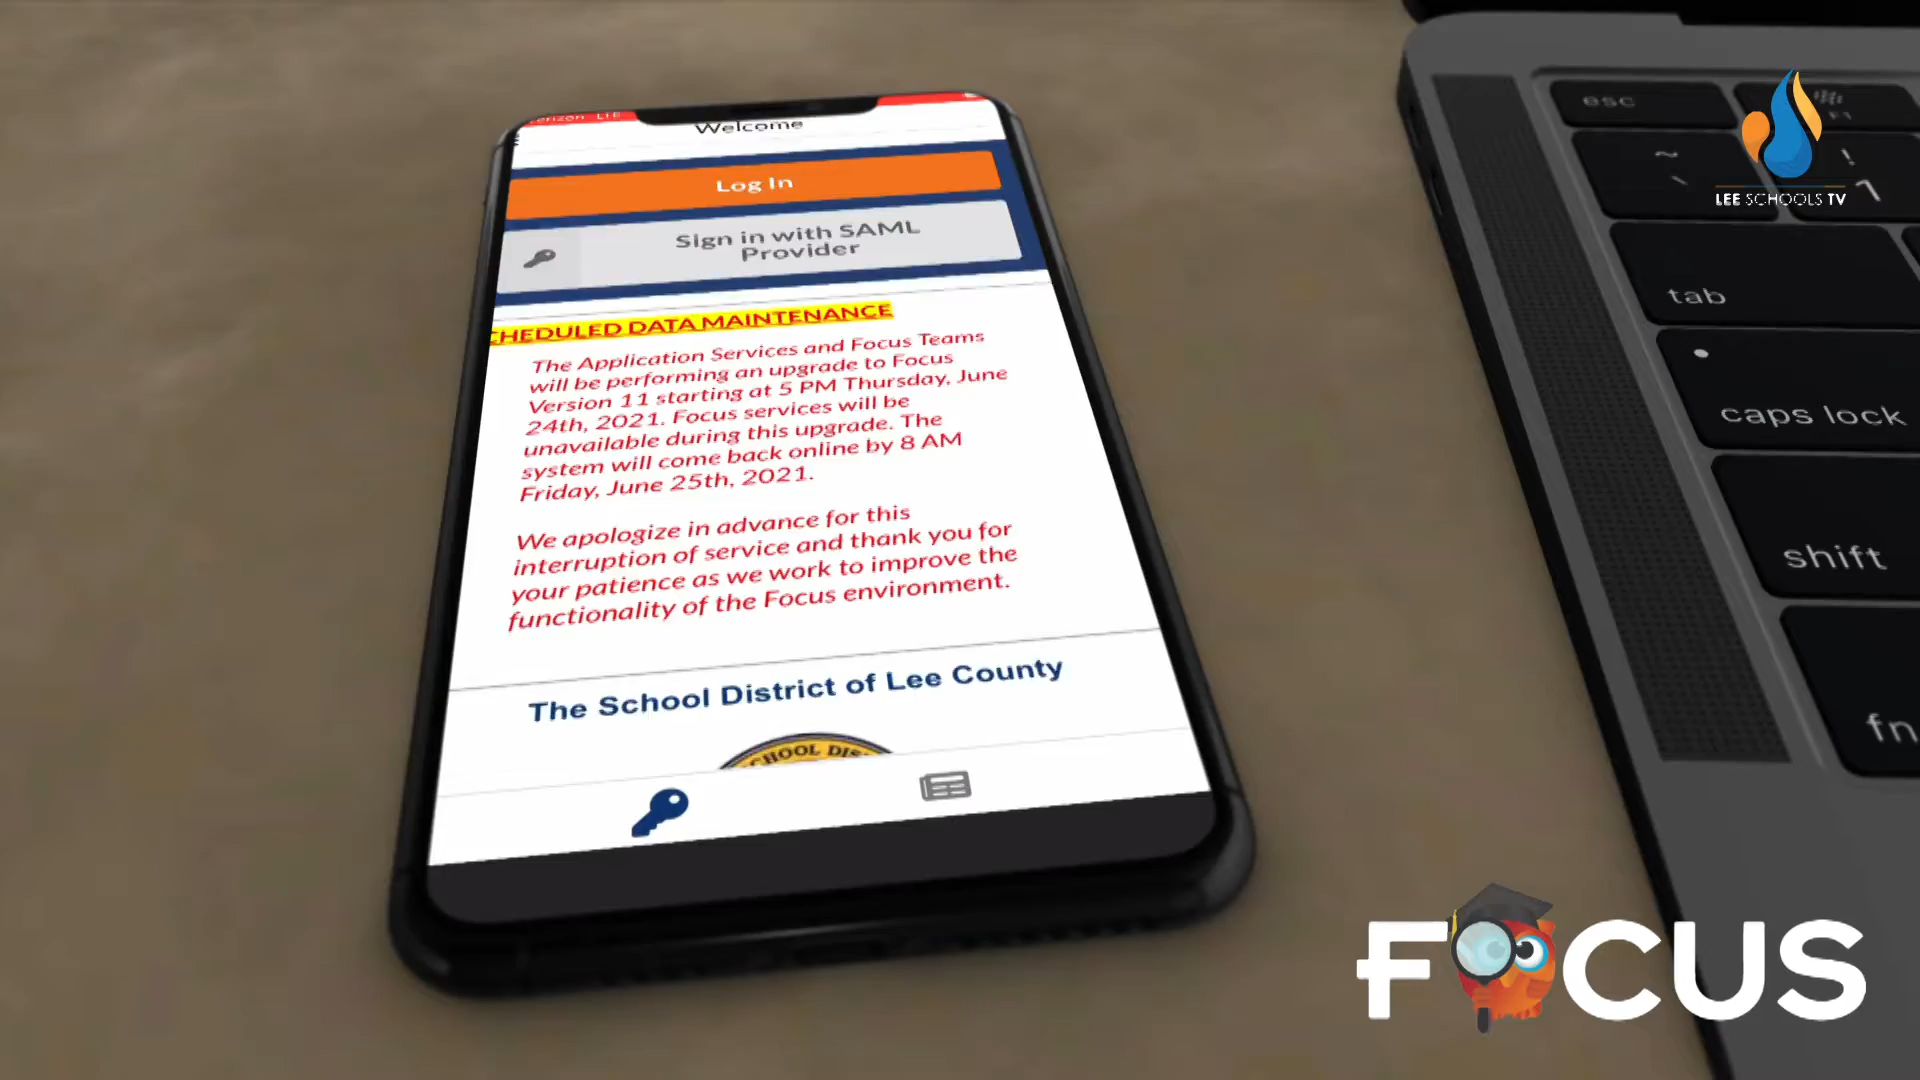 Welcome
Log In
Sign in with SAML
Provider
CHEDULED DATA MAINTENANCE
The Application Services and Focus Teams
will be performing an upgrade to Focus
Version 11 starting at 5 PM Thursday, June
24th, 2021. Focus services will be
unavailable during this upgrade. The
system will come back online by 8 AM
Friday, June 25th, 2021.
We apologize in advance for this
interruption of service and thank you for
your patience as we work to improve the
functionality of the Focus environment.
The School District of Lee County
CHOOL DIS
esc
F1
~
`
!
1
tab
caps lock
shift
fn
LEE SCHOOLS TV
FOCUS